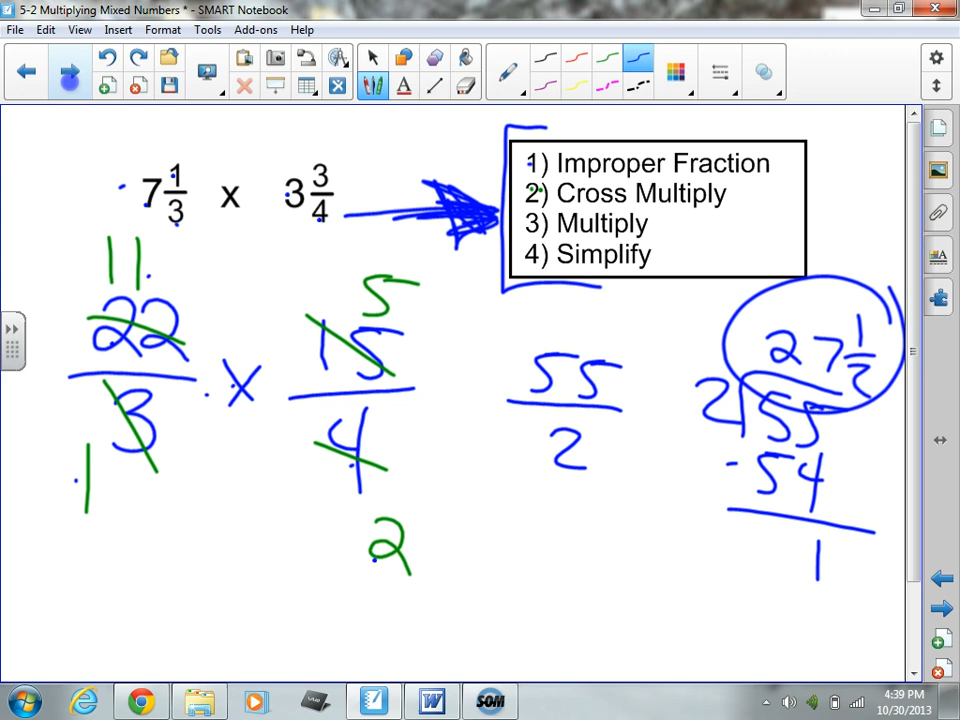 5-2 Multiplying Mixed Numbers * - SMART Notebook
File Edit View Insert Format Tools Add-ons Help
7 1/3 x 3 3/4
1) Improper Fraction
2) Cross Multiply
3) Multiply
4) Simplify
11 5
22/3 x 15/4 55/2 27 1/2
2 55
- 54
1 2 1
SOM
4:39 PM
10/30/2013